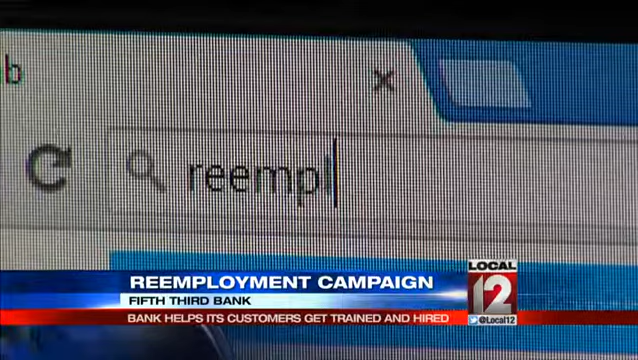 b
reempl
REEMPLOYMENT CAMPAIGN
FIFTH THIRD BANK
BANK HELPS ITS CUSTOMERS GET TRAINED AND HIRED
LOCAL
12
@Local12